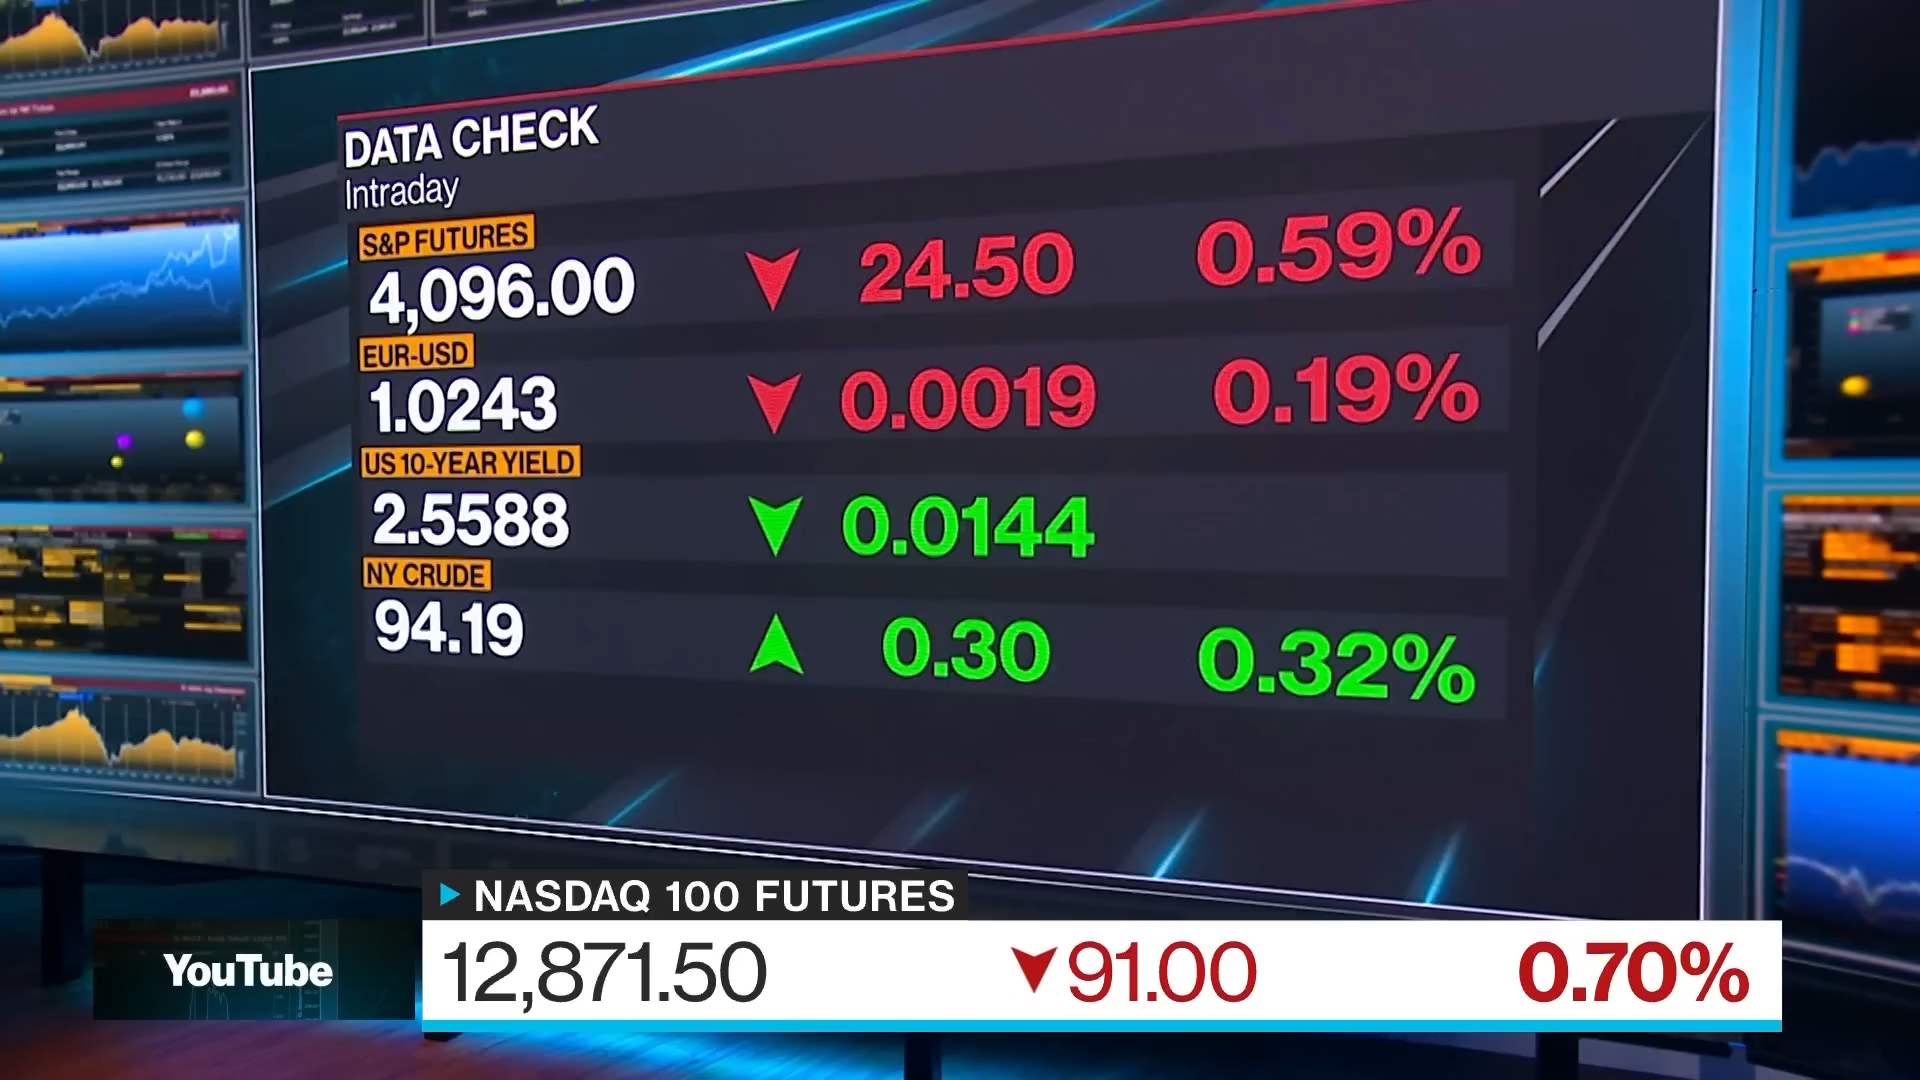 DATA CHECK
Intraday
S&P FUTURES
4,096.00 24.50 0.59%
EUR-USD
1.0243 0.0019 0.19%
US 10-YEAR YIELD
2.5588 0.0144
NY CRUDE
94.19 0.30 0.32%
NASDAQ 100 FUTURES
YouTube
12,871.50 91.00 0.70%